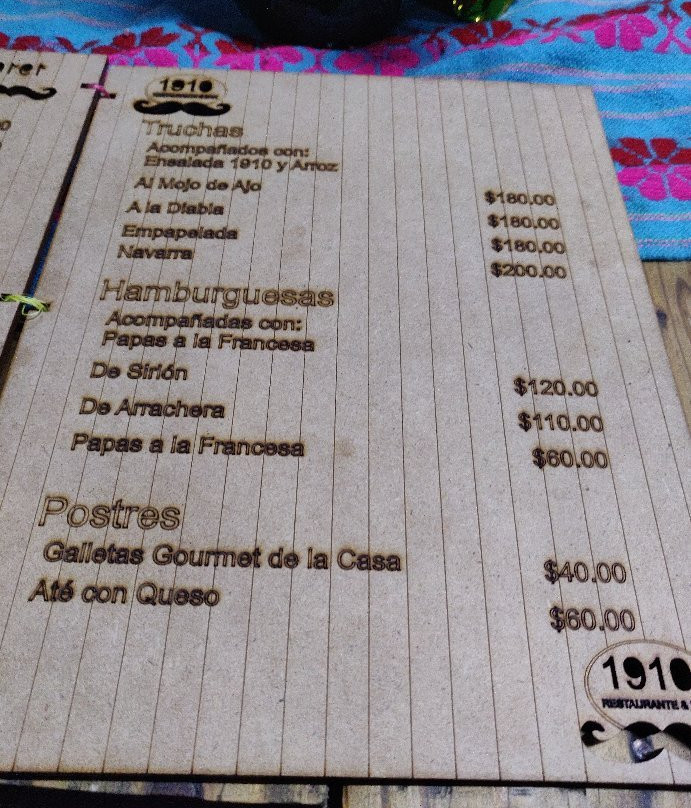 1910
Truchas
Acompañados con:
Ensalada 1910 y Arroz
Al Mojo de Ajo $180.00
A la Diabla $180.00
Empapelada $180.00
Navarra $200.00
Hamburguesas
Acompañadas con:
Papas a la Francesa
De Sirlón $120.00
De Arrachera $110.00
Papas a la Francesa $60.00
Postres
Galletas Gourmet de la Casa $40.00
Até con Queso $60.00
1910
RESTAURANTE &